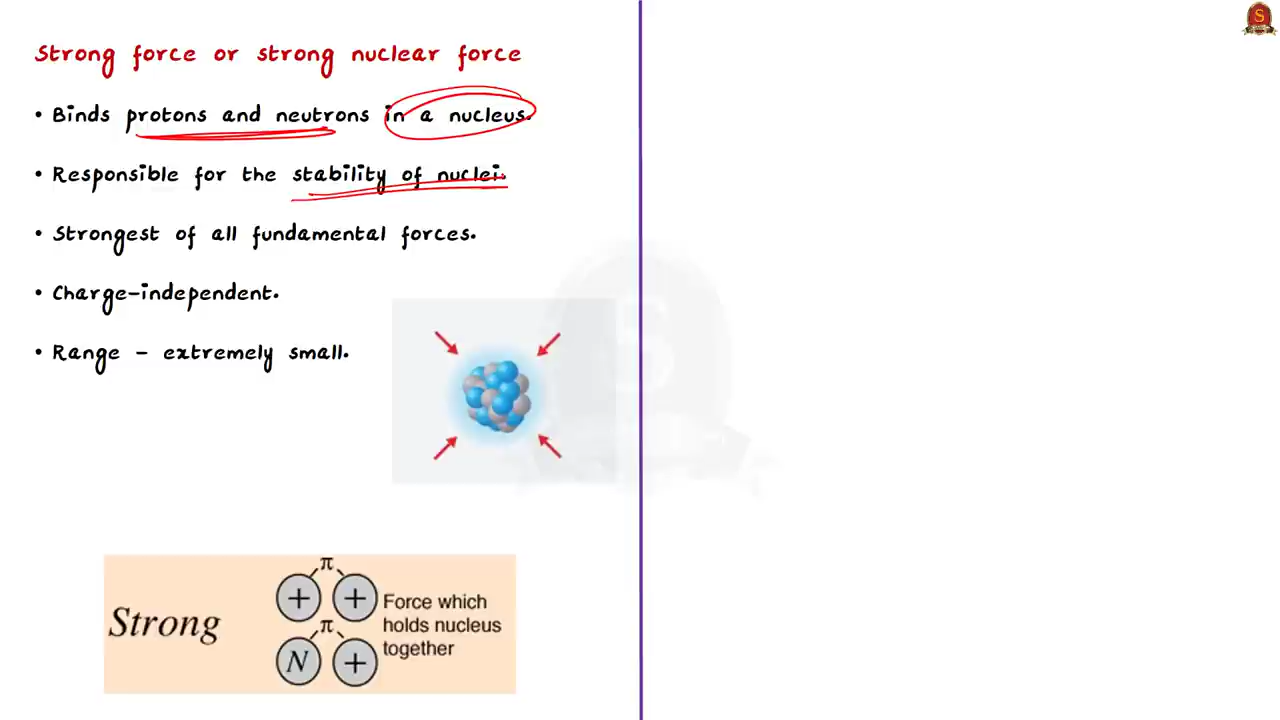 Strong force or strong nuclear force
• Binds protons and neutrons in a nucleus.
• Responsible for the stability of nuclei.
• Strongest of all fundamental forces.
• Charge-independent.
• Range - extremely small.
Strong
π
+ +
π
N +
Force which
holds nucleus
together
S